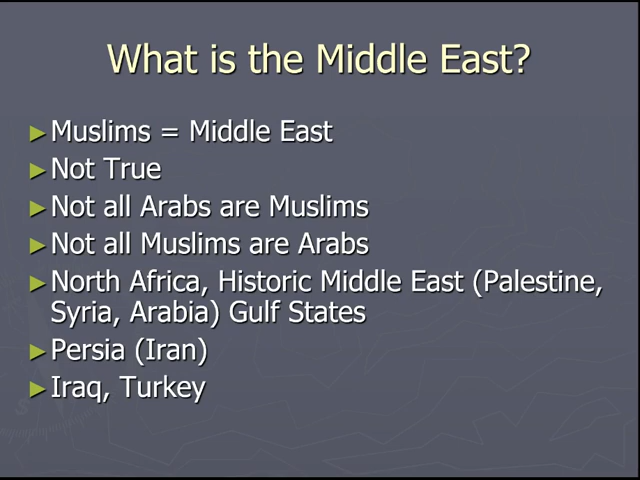 What is the Middle East?
►Muslims = Middle East
►Not True
►Not all Arabs are Muslims
►Not all Muslims are Arabs
►North Africa, Historic Middle East (Palestine,
Syria, Arabia) Gulf States
►Persia (Iran)
►Iraq, Turkey